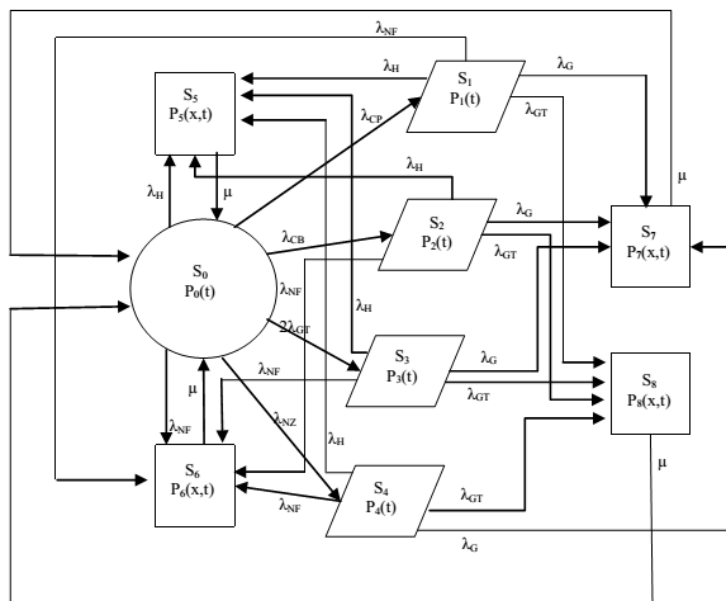 λNF
S1
P1(t)
λG
λH
λGT
S5
P5(x,t)
λCP
λH
λH
μ
μ
S2
P2(t)
λG
λCB
λGT
S7
P7(x,t)
S0
P0(t)
λNF
λH
2λGT
S3
P3(t)
λG
λNF
λGT
S8
P8(x,t)
μ
λNZ
λNF
λH
μ
S6
P6(x,t)
S4
P4(t)
λGT
λNF
λG